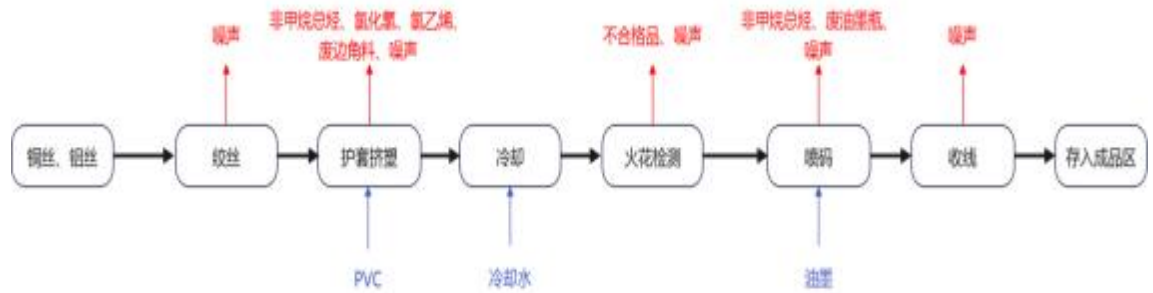 噪声
非甲烷总烃、氯化氢、氯乙烯、
废边角料、噪声
不合格品、噪声
非甲烷总烃、废油墨瓶、
噪声
噪声
铜丝、铝丝
绞丝
护套挤塑
冷却
火花检测
喷码
收线
存入成品区
PVC
冷却水
油墨